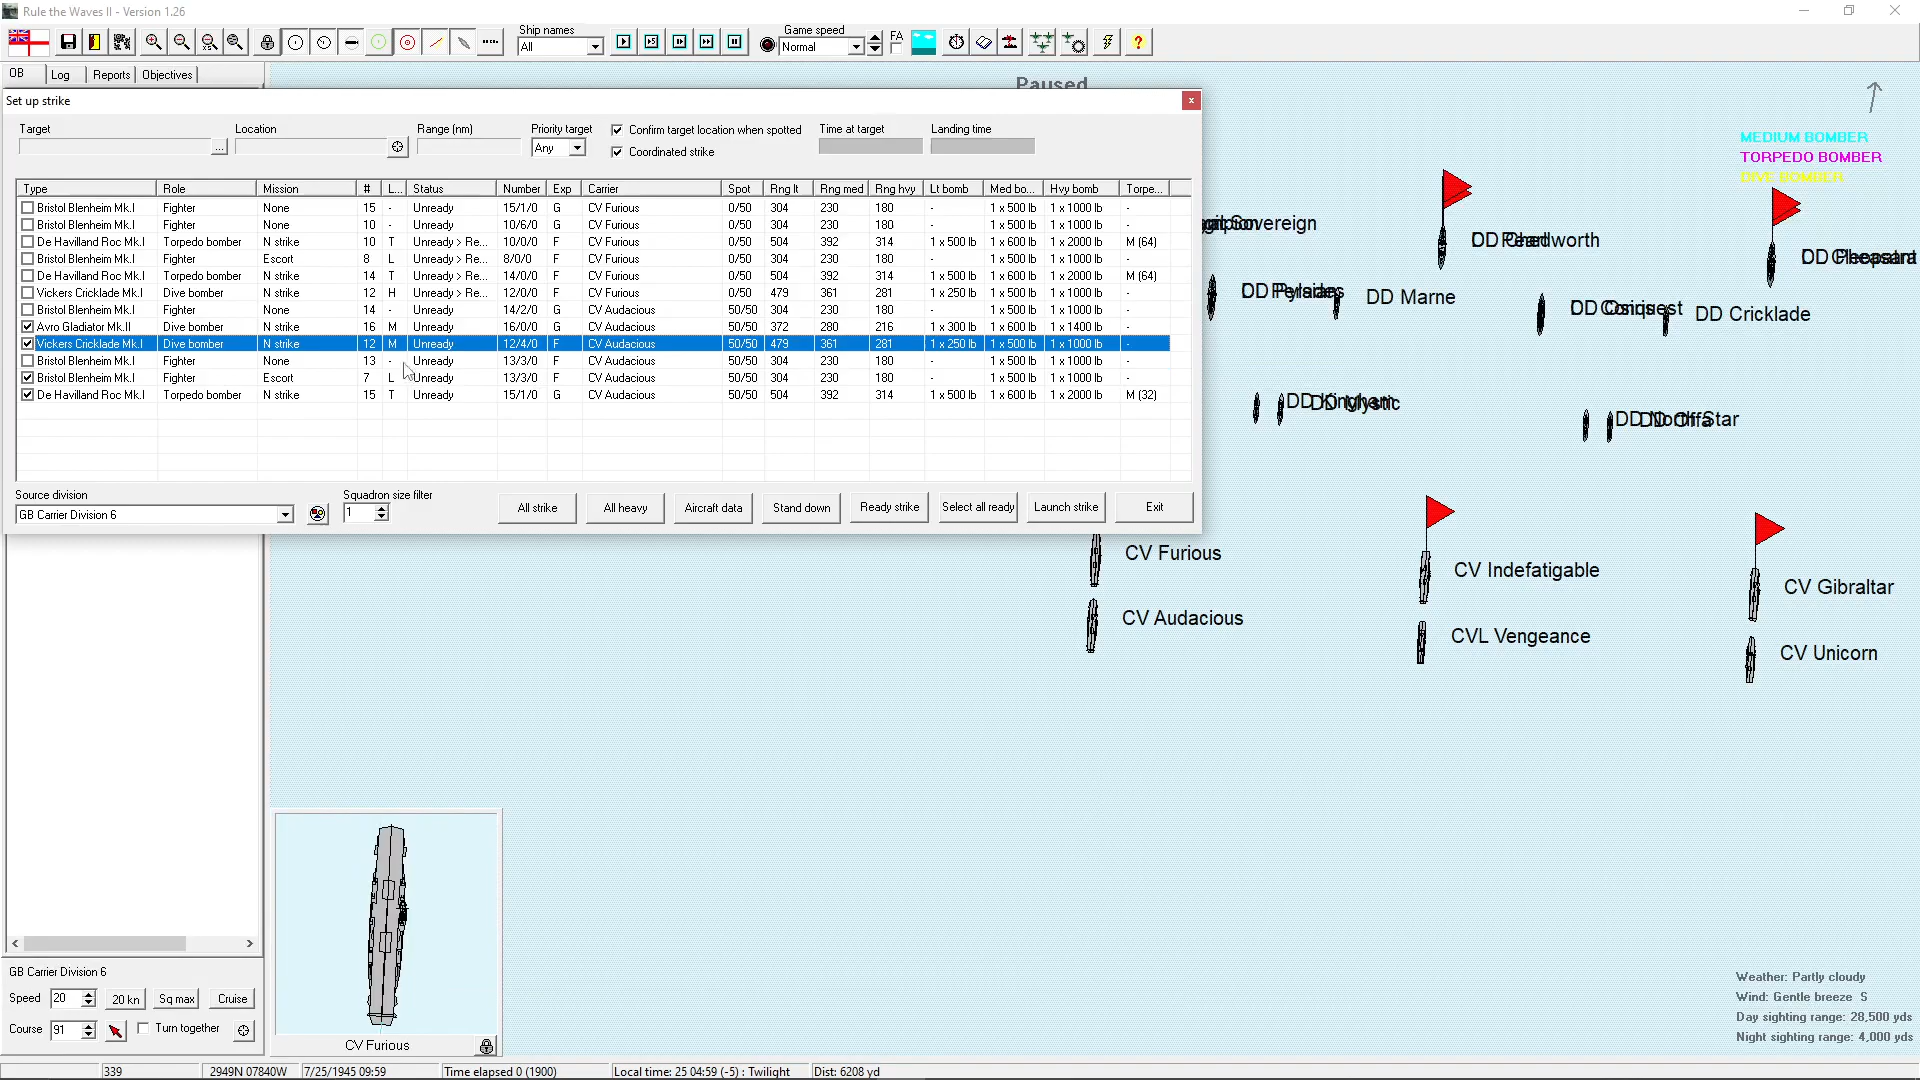 Rule the Waves II - Version 1.26
Ship names
All
Game speed
Normal
FA
OB
Log
Reports
Objectives
Paused
Set up strike
x
Target
Location
Range (nm)
Priority target
Any
Confirm target location when spotted
Coordinated strike
Time at target
Landing time
...
Type Role Mission # L... Status Number Exp Carrier Spot Rng lt Rng med Rng hvy Lt bomb Med bo... Hvy bomb Torpe...
Bristol Blenheim Mk.I Fighter None 15 - Unready 15/1/0 G CV Furious 0/50 304 230 180 - 1 x 500 lb 1 x 1000 lb -
Bristol Blenheim Mk.I Fighter None 10 - Unready 10/6/0 G CV Furious 0/50 304 230 180 - 1 x 500 lb 1 x 1000 lb -
De Havilland Roc Mk.I Torpedo bomber N strike 10 T Unready > Re... 10/0/0 F CV Furious 0/50 504 392 314 1 x 500 lb 1 x 600 lb 1 x 2000 lb M (64)
Bristol Blenheim Mk.I Fighter Escort 8 L Unready > Re... 8/0/0 F CV Furious 0/50 304 230 180 - 1 x 500 lb 1 x 1000 lb -
De Havilland Roc Mk.I Torpedo bomber N strike 14 T Unready > Re... 14/0/0 F CV Furious 0/50 504 392 314 1 x 500 lb 1 x 600 lb 1 x 2000 lb M (64)
Vickers Cricklade Mk.I Dive bomber N strike 12 H Unready > Re... 12/0/0 F CV Furious 0/50 479 361 281 1 x 250 lb 1 x 500 lb 1 x 1000 lb -
Bristol Blenheim Mk.I Fighter None 14 - Unready 14/2/0 G CV Audacious 50/50 304 230 180 - 1 x 500 lb 1 x 1000 lb -
Avro Gladiator Mk.II Dive bomber N strike 16 M Unready 16/0/0 G CV Audacious 50/50 372 280 216 1 x 300 lb 1 x 600 lb 1 x 1400 lb -
Vickers Cricklade Mk.I Dive bomber N strike 12 M Unready 12/4/0 F CV Audacious 50/50 479 361 281 1 x 250 lb 1 x 500 lb 1 x 1000 lb -
Bristol Blenheim Mk.I Fighter None 13 - Unready 13/3/0 F CV Audacious 50/50 304 230 180 - 1 x 500 lb 1 x 1000 lb -
Bristol Blenheim Mk.I Fighter Escort 7 L Unready 13/3/0 F CV Audacious 50/50 304 230 180 - 1 x 500 lb 1 x 1000 lb -
De Havilland Roc Mk.I Torpedo bomber N strike 15 T Unready 15/1/0 G CV Audacious 50/50 504 392 314 1 x 500 lb 1 x 600 lb 1 x 2000 lb M (32)
Source division
GB Carrier Division 6
Squadron size filter
1
All strike
All heavy
Aircraft data
Stand down
Ready strike
Select all ready
Launch strike
Exit
MEDIUM BOMBER
TORPEDO BOMBER
DIVE BOMBER
Sovereign
DD Marne
DD Cricklade
DD Mystic
DD North Star
CV Furious
CV Indefatigable
CV Gibraltar
CV Audacious
CVL Vengeance
CV Unicorn
GB Carrier Division 6
Speed 20 20 kn Sq max Cruise
Course 91 Turn together
CV Furious
Weather: Partly cloudy
Wind: Gentle breeze S
Day sighting range: 28,500 yds
Night sighting range: 4,000 yds
339 2949N 07840W 7/25/1945 09:59 Time elapsed 0 (1900) Local time: 25 04:59 (-5) : Twilight Dist: 6208 yd